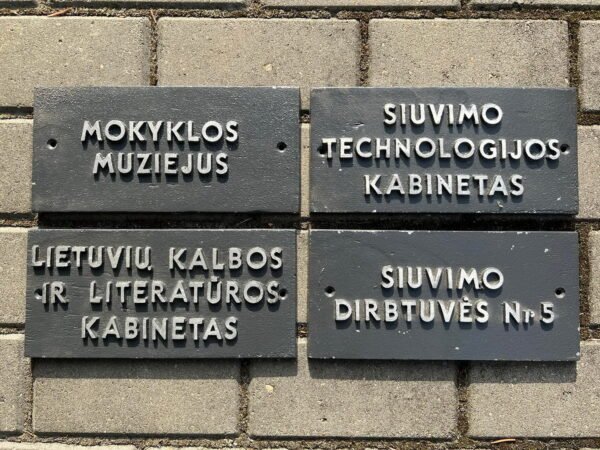 MOKYKLOS
MUZIEJUS
SIUVIMO
TECHNOLOGIJOS
KABINETAS
LIETUVIŲ KALBOS
IR LITERATŪROS
KABINETAS
SIUVIMO
DIRBTUVĖS Nr 5